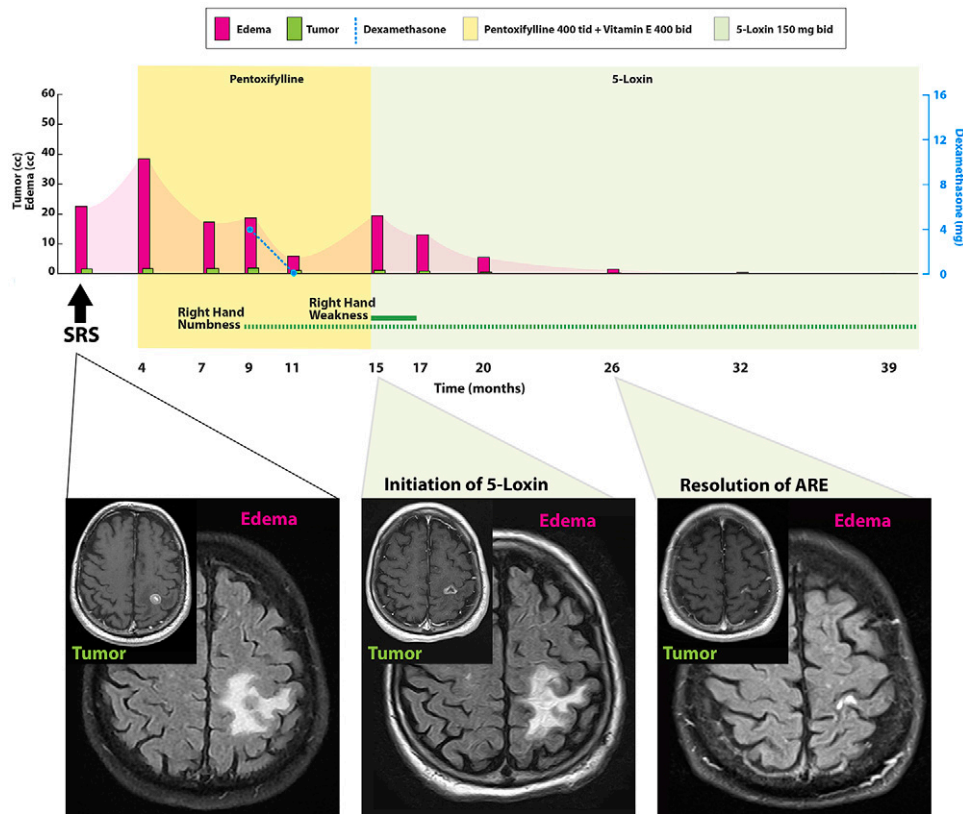 Edema Tumor Dexamethasone Pentoxifylline 400 tid + Vitamin E 400 bid 5-Loxin 150 mg bid
Pentoxifylline 5-Loxin
Tumor (cc)
Edema (cc)
60
50
40
30
20
10
0
16
12
8
4
0
Dexamethasone (mg)
SRS
Right Hand
Numbness
Right Hand
Weakness
4 7 9 11 15 17 20 26 32 39
Time (months)
Edema
Tumor
Initiation of 5-Loxin
Edema
Tumor
Resolution of ARE
Edema
Tumor